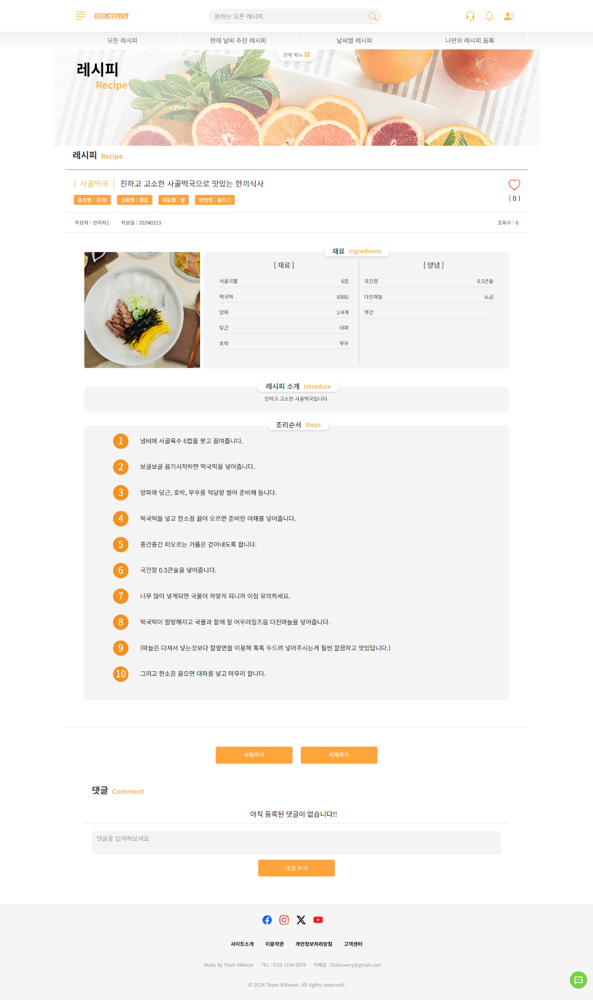 DISHCOVERY
원하는 모든 레시피
모든 레시피
현재 날씨 추천 레시피
날씨별 레시피
나만의 레시피 등록
전체 메뉴
레시피
Recipe
레시피 Recipe
[ 사골떡국 ] 진하고 고소한 사골떡국으로 맛있는 한끼식사
( 0 )
종류별 : 국/탕
상황별 : 명절
재료별 : 쌀
방법별 : 끓이기
작성자 : 관리자1 작성일 : 20240313 조회수 : 6
재료 Ingredients
[ 재료 ]
사골국물 6컵
떡국떡 650G
양파 1/4개
당근 대파
호박 무우
[ 양념 ]
국간장 0.5큰술
다진마늘 소금
약간
레시피 소개 Introduce
진하고 고소한 사골떡국입니다.
조리순서 Steps
1 냄비에 사골육수 6컵을 붓고 끓여줍니다.
2 보글보글 끓기시작하면 떡국떡을 넣어줍니다.
3 양파와 당근, 호박, 무우를 적당량 썰어 준비해 둡니다.
4 떡국떡을 넣고 한소끔 끓어 오르면 준비한 야채를 넣어줍니다.
5 중간중간 떠오르는 거품은 걷어내도록 합니다.
6 국간장 0.5큰술을 넣어줍니다.
7 너무 많이 넣게되면 국물이 까맣게 되니까 이점 유의하세요.
8 떡국떡이 말랑해지고 국물과 함께 잘 어우러질즈음 다진마늘을 넣어줍니다.
9 (마늘은 다져서 넣는것보다 칼옆면을 이용해 톡톡 두드려 넣어주시는게 훨씬 깔끔하고 맛있답니다.)
10 그리고 한소끔 끓으면 대파를 넣고 마무리 합니다.
수정하기
삭제하기
댓글 Comment
아직 등록된 댓글이 없습니다!!
댓글을 입력해보세요
댓글 쓰기
사이트소개 이용약관 개인정보처리방침 고객센터
Made By Team KiKwon TEL : 010) 1234-5678 이메일 : Dishcovery@gmail.com
© 2024 Team KiKwon. All rights reserved.